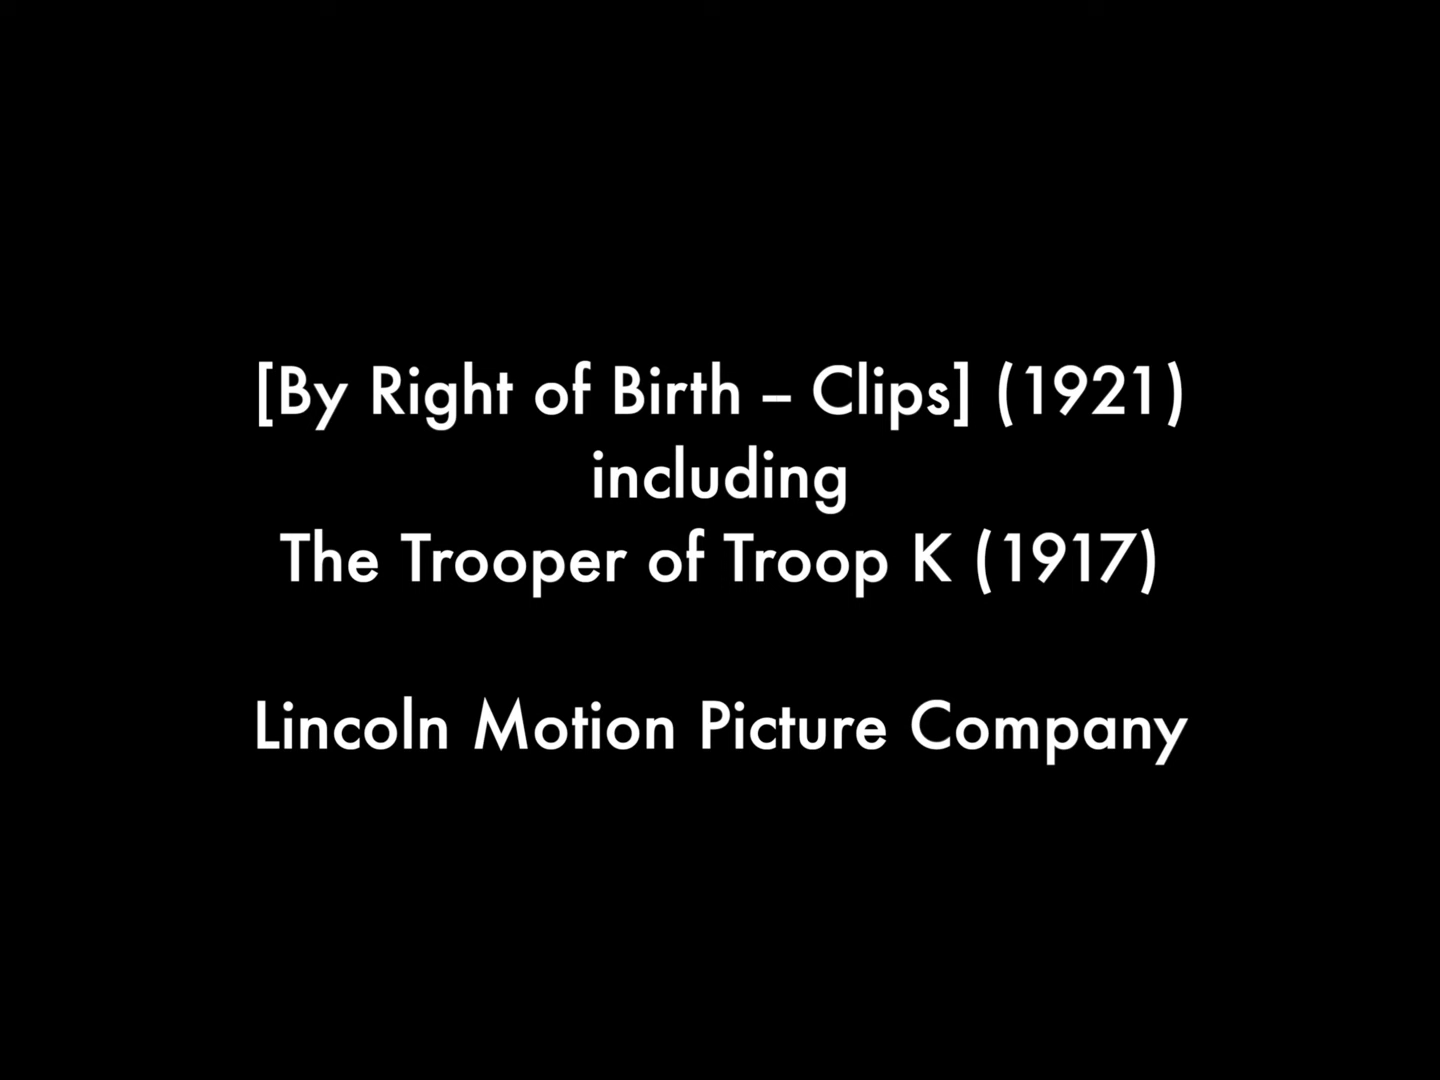 [By Right of Birth – Clips] (1921)
including
The Trooper of Troop K (1917)
Lincoln Motion Picture Company